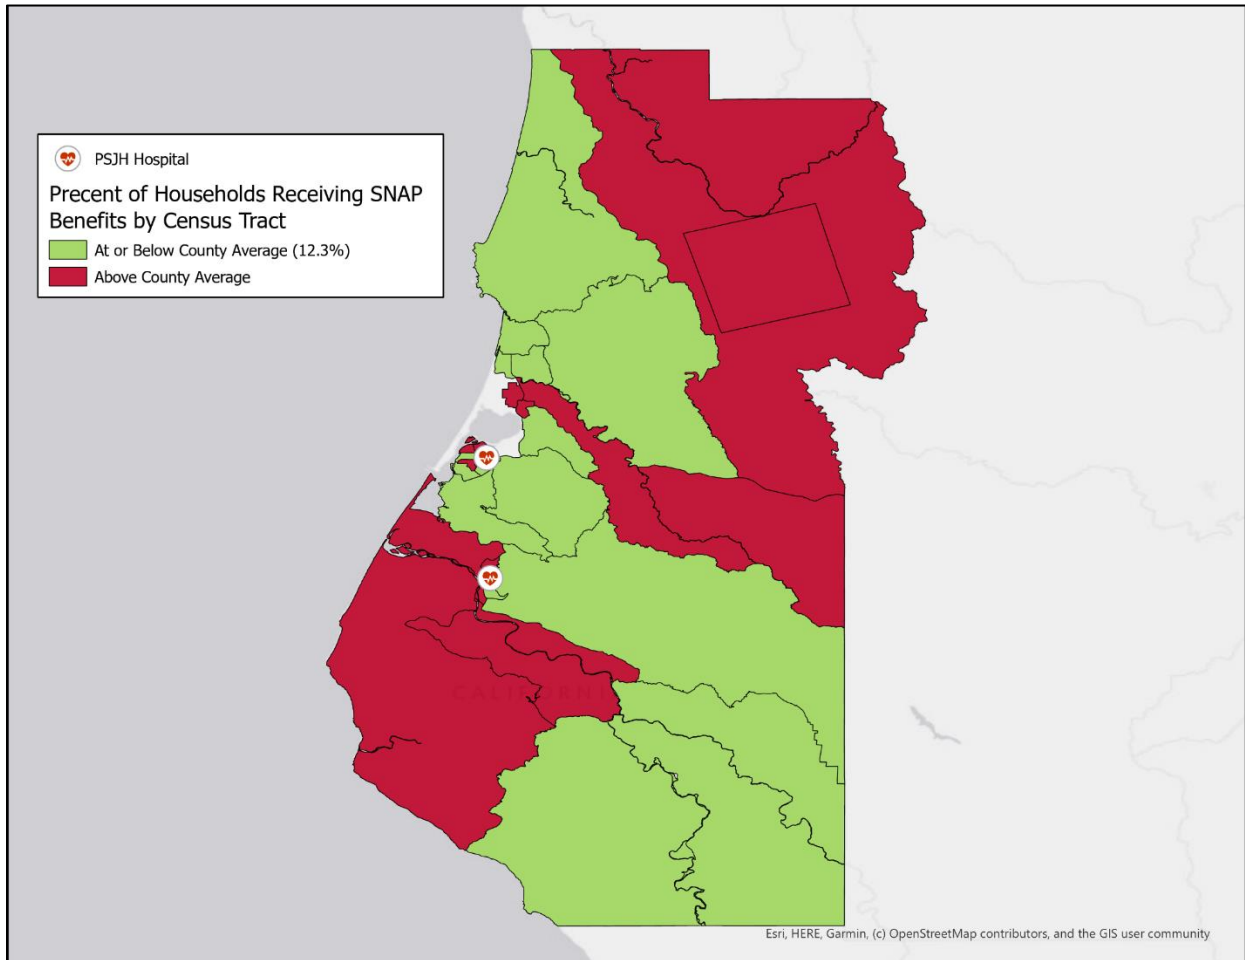 PSJH Hospital
Precent of Households Receiving SNAP
Benefits by Census Tract
At or Below County Average (12.3%)
Above County Average
CALIFORNI
Esri, HERE, Garmin, (c) OpenStreetMap contributors, and the GIS user community